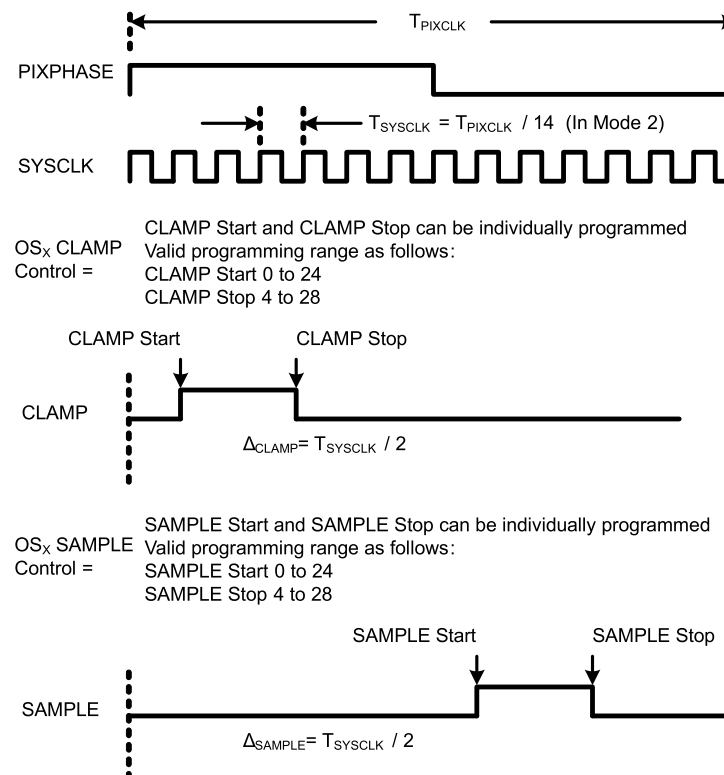 TPIXCLK
PIXPHASE
TSYSCLK = TPIXCLK / 14 (In Mode 2)
SYSCLK
CLAMP Start and CLAMP Stop can be individually programmed
OSX CLAMP Valid programming range as follows:
Control = CLAMP Start 0 to 24
CLAMP Stop 4 to 28
CLAMP Start CLAMP Stop
CLAMP
ΔCLAMP= TSYSCLK / 2
SAMPLE Start and SAMPLE Stop can be individually programmed
OSX SAMPLE Valid programming range as follows:
Control = SAMPLE Start 0 to 24
SAMPLE Stop 4 to 28
SAMPLE Start SAMPLE Stop
SAMPLE
ΔSAMPLE= TSYSCLK / 2